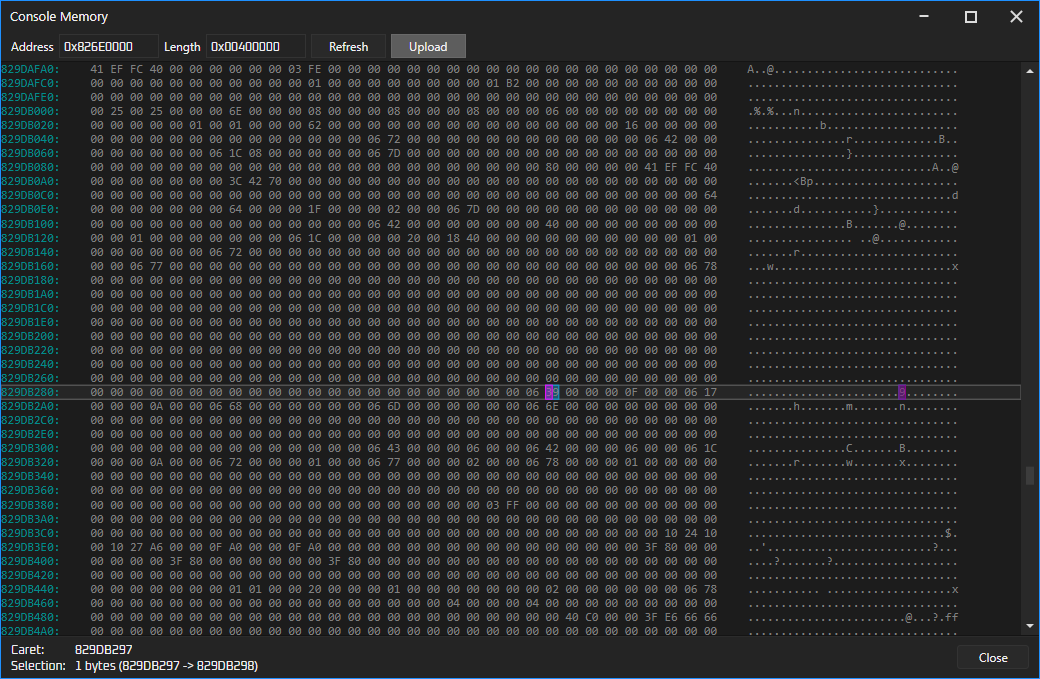 Console Memory
Address 0x826E0000 Length 0x00400000 Refresh Upload
829DAFA0: 41 EF FC 40 00 00 00 00 00 00 03 FE 00 00 00 00 00 00 00 00 00 00 00 00 00 00 00 00 00 00 00 00 A..@............................
829DAFC0: 00 00 00 00 00 00 00 00 00 00 00 01 00 00 00 00 00 00 00 00 01 B2 00 00 00 00 00 00 00 00 00 00 ................................
829DAFE0: 00 00 00 00 00 00 00 00 00 00 00 00 00 00 00 00 00 00 00 00 00 00 00 00 00 00 00 00 00 00 00 00 ................................
829DB000: 00 25 00 25 00 00 00 6E 00 00 00 08 00 00 00 08 00 00 00 08 00 00 00 06 00 00 00 00 00 00 00 00 .%.%...n........................
829DB020: 00 00 00 00 00 01 00 01 00 00 00 62 00 00 00 00 00 00 00 00 00 00 00 00 00 00 00 16 00 00 00 00 ...........b....................
829DB040: 00 00 00 00 00 00 00 00 00 00 00 00 00 00 06 72 00 00 00 00 00 00 00 00 00 00 00 00 06 42 00 00 ...............r.............B..
829DB060: 00 00 00 00 00 00 06 1C 08 00 00 00 00 00 06 7D 00 00 00 00 00 00 00 00 00 00 00 00 00 00 00 00 ...............}................
829DB080: 00 00 00 00 00 00 00 00 00 00 00 00 00 00 00 00 00 00 00 00 00 00 00 80 00 00 00 00 41 EF FC 40 ............................A..@
829DB0A0: 00 00 00 00 00 00 00 3C 42 70 00 00 00 00 00 00 00 00 00 00 00 00 00 00 00 00 00 00 00 00 00 00 .......<Bp......................
829DB0C0: 00 00 00 00 00 00 00 00 00 00 00 00 00 00 00 00 00 00 00 00 00 00 00 00 00 00 00 00 00 00 00 64 ...............................d
829DB0E0: 00 00 00 00 00 00 00 64 00 00 00 1F 00 00 00 02 00 00 06 7D 00 00 00 00 00 00 00 00 00 00 00 00 .......d...........}............
829DB100: 00 00 00 00 00 00 00 00 00 00 00 00 00 00 06 42 00 00 00 00 00 00 00 40 00 00 00 00 00 00 00 00 ...............B.......@........
829DB120: 00 00 01 00 00 00 00 00 00 00 06 1C 00 00 00 00 20 00 18 40 00 00 00 00 00 00 00 00 00 00 01 00 ................ ..@............
829DB140: 00 00 00 00 00 00 06 72 00 00 00 00 00 00 00 00 00 00 00 00 00 00 00 00 00 00 00 00 00 00 00 00 .......r........................
829DB160: 00 00 06 77 00 00 00 00 00 00 00 00 00 00 00 00 00 00 00 00 00 00 00 00 00 00 00 00 00 00 06 78 ...w...........................x
829DB180: 00 00 00 00 00 00 00 00 00 00 00 00 00 00 00 00 00 00 00 00 00 00 00 00 00 00 00 00 00 00 00 00 ................................
829DB1A0: 00 00 00 00 00 00 00 00 00 00 00 00 00 00 00 00 00 00 00 00 00 00 00 00 00 00 00 00 00 00 00 00 ................................
829DB1C0: 00 00 00 00 00 00 00 00 00 00 00 00 00 00 00 00 00 00 00 00 00 00 00 00 00 00 00 00 00 00 00 00 ................................
829DB1E0: 00 00 00 00 00 00 00 00 00 00 00 00 00 00 00 00 00 00 00 00 00 00 00 00 00 00 00 00 00 00 00 00 ................................
829DB200: 00 00 00 00 00 00 00 00 00 00 00 00 00 00 00 00 00 00 00 00 00 00 00 00 00 00 00 00 00 00 00 00 ................................
829DB220: 00 00 00 00 00 00 00 00 00 00 00 00 00 00 00 00 00 00 00 00 00 00 00 00 00 00 00 00 00 00 00 00 ................................
829DB240: 00 00 00 00 00 00 00 00 00 00 00 00 00 00 00 00 00 00 00 00 00 00 00 00 00 00 00 00 00 00 00 00 ................................
829DB260: 00 00 00 00 00 00 00 00 00 00 00 00 00 00 00 00 00 00 00 00 00 00 00 00 00 00 00 00 00 00 00 00 ................................
829DB280: 00 00 00 00 00 00 00 00 00 00 00 00 00 00 00 00 00 00 00 00 00 00 06 39 00 00 00 0F 00 00 06 17 .......................9........
829DB2A0: 00 00 00 0A 00 00 06 68 00 00 00 00 00 00 06 6D 00 00 00 00 00 00 06 6E 00 00 00 00 00 00 00 00 .......h.......m.......n........
829DB2C0: 00 00 00 00 00 00 00 00 00 00 00 00 00 00 00 00 00 00 00 00 00 00 00 00 00 00 00 00 00 00 00 00 ................................
829DB2E0: 00 00 00 00 00 00 00 00 00 00 00 00 00 00 00 00 00 00 00 00 00 00 00 00 00 00 00 00 00 00 00 00 ................................
829DB300: 00 00 00 00 00 00 00 00 00 00 00 00 00 00 06 43 00 00 00 06 00 00 06 42 00 00 00 06 00 00 06 1C ...............C.......B........
829DB320: 00 00 00 0A 00 00 06 72 00 00 00 01 00 00 06 77 00 00 00 02 00 00 06 78 00 00 00 01 00 00 00 00 .......r.......w.......x........
829DB340: 00 00 00 00 00 00 00 00 00 00 00 00 00 00 00 00 00 00 00 00 00 00 00 00 00 00 00 00 00 00 00 00 ................................
829DB360: 00 00 00 00 00 00 00 00 00 00 00 00 00 00 00 00 00 00 00 00 00 00 00 00 00 00 00 00 00 00 00 00 ................................
829DB380: 00 00 00 00 00 00 00 00 00 00 00 00 00 00 00 00 00 00 00 00 03 FF 00 00 00 00 00 00 00 00 00 00 ................................
829DB3A0: 00 00 00 00 00 00 00 00 00 00 00 00 00 00 00 00 00 00 00 00 00 00 00 00 00 00 00 00 00 00 00 00 ................................
829DB3C0: 00 00 00 00 00 00 00 00 00 00 00 00 00 00 00 00 00 00 00 00 00 00 00 00 00 00 00 00 00 10 24 10 ..............................$.
829DB3E0: 00 10 27 A6 00 00 0F A0 00 00 0F A0 00 00 00 00 00 00 00 00 00 00 00 00 00 00 00 00 3F 80 00 00 ..'.........................?...
829DB400: 00 00 00 00 3F 80 00 00 00 00 00 00 3F 80 00 00 00 00 00 00 00 00 00 00 00 00 00 00 00 00 00 00 ....?.......?...................
829DB420: 00 00 00 00 00 00 00 00 00 00 00 00 00 00 00 00 00 00 00 00 00 00 00 00 00 00 00 00 00 00 00 00 ................................
829DB440: 00 00 00 00 00 00 00 01 01 00 00 20 00 00 00 01 00 00 00 00 00 00 00 02 00 00 00 00 00 00 06 78 ........... ...................x
829DB460: 00 00 00 00 00 00 00 00 00 00 00 00 00 00 00 00 00 00 04 00 00 00 04 00 00 00 00 00 00 00 00 00 ................................
829DB480: 00 00 00 00 00 00 00 00 00 00 00 00 00 00 00 00 00 00 00 00 00 00 00 00 40 C0 00 00 3F E6 66 66 ........................@...?.ff
829DB4A0: 00 00 00 00 00 00 00 00 00 00 00 00 00 00 00 00 00 00 00 00 00 00 00 00 00 00 00 00 00 00 00 00 ................................
Caret: 829DB297
Selection: 1 bytes (829DB297 -> 829DB298)
Close